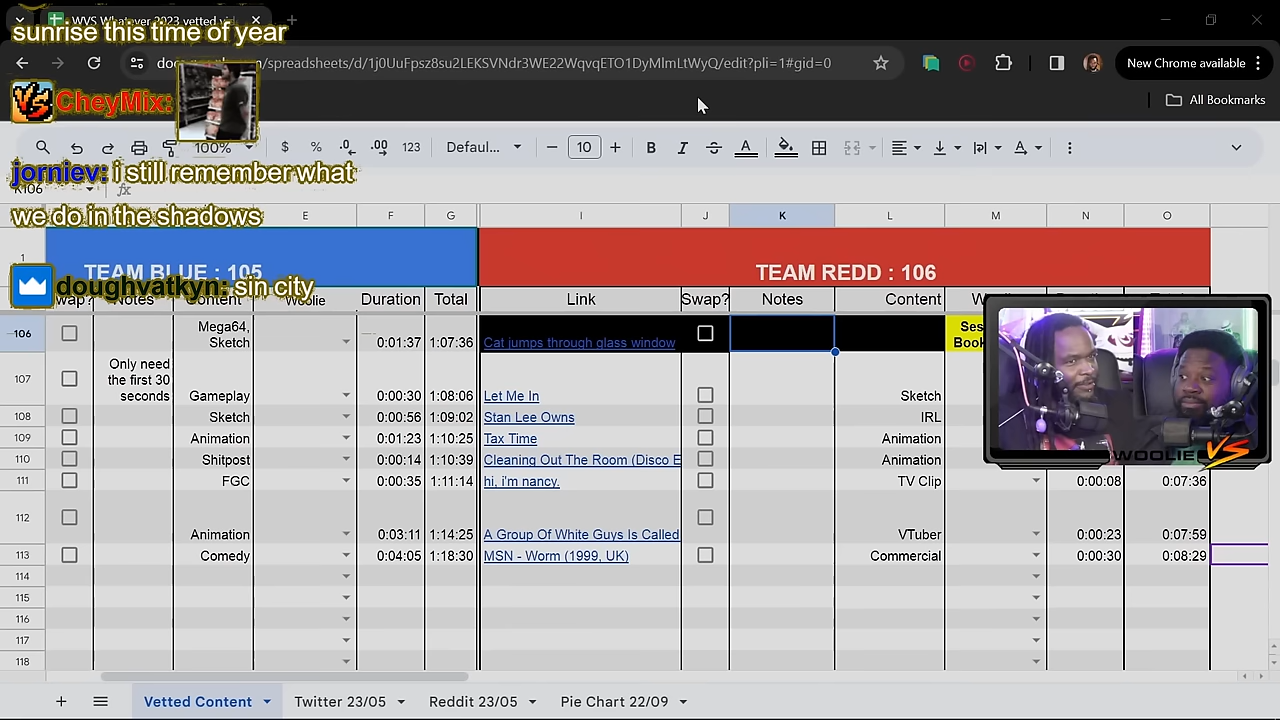 WVS Whatever 2023 vetted vid
sunrise this time of year
/spreadsheets/d/1j0UuFpsz8su2LEKSVNdr3WE22WqvqETO1DyMlmLtWyQ/edit?pli=1#gid=0
New Chrome available
CheyMix:
All Bookmarks
100%
$ % .0 .00 123
Defaul...
10
B I
jorniev: i still remember what
we do in the shadows
K106
E F G I J K L M N O
1
TEAM BLUE : 105
TEAM REDD : 106
doughvatkyn: sin city
Swap? Notes Content Woolie Duration Total Link Swap? Notes Content
106 Mega64, Sketch 0:01:37 1:07:36 Cat jumps through glass window
107 Only need the first 30 seconds Gameplay 0:00:30 1:08:06 Let Me In Sketch
108 Sketch 0:00:56 1:09:02 Stan Lee Owns IRL
109 Animation 0:01:23 1:10:25 Tax Time Animation
110 Shitpost 0:00:14 1:10:39 Cleaning Out The Room (Disco E Animation
111 FGC 0:00:35 1:11:14 hi, i'm nancy. TV Clip 0:00:08 0:07:36
112 Animation 0:03:11 1:14:25 A Group Of White Guys Is Called VTuber 0:00:23 0:07:59
113 Comedy 0:04:05 1:18:30 MSN - Worm (1999, UK) Commercial 0:00:30 0:08:29
114
115
116
117
118
WOOLIE VS
Vetted Content
Twitter 23/05
Reddit 23/05
Pie Chart 22/09